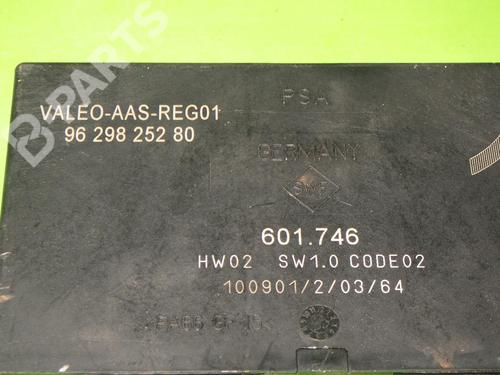 B-PARTS
PSA
VALEO-AAS-REG01
96 298 252 80
GERMANY
SWF
601.746
HW02 SW1.0 CODE02
100901/2/03/64